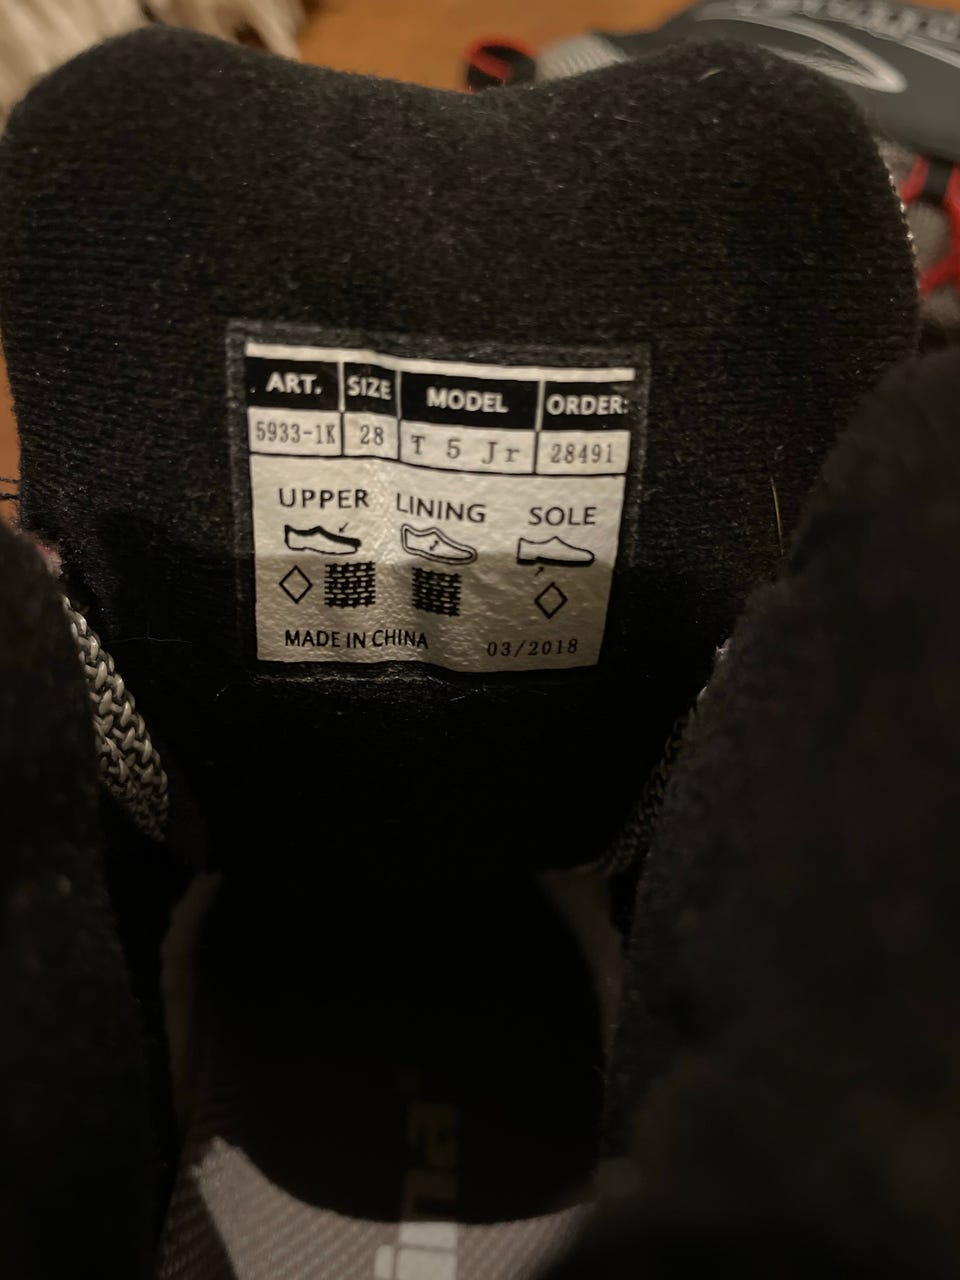 ART. SIZE MODEL ORDER:
5933-1K 28 T 5 Jr 28491
UPPER LINING SOLE
MADE IN CHINA 03/2018